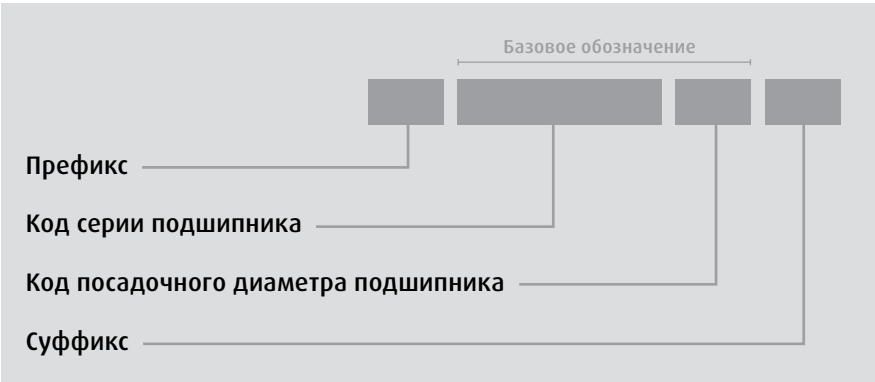 Базовое обозначение
Префикс
Код серии подшипника
Код посадочного диаметра подшипника
Суффикс